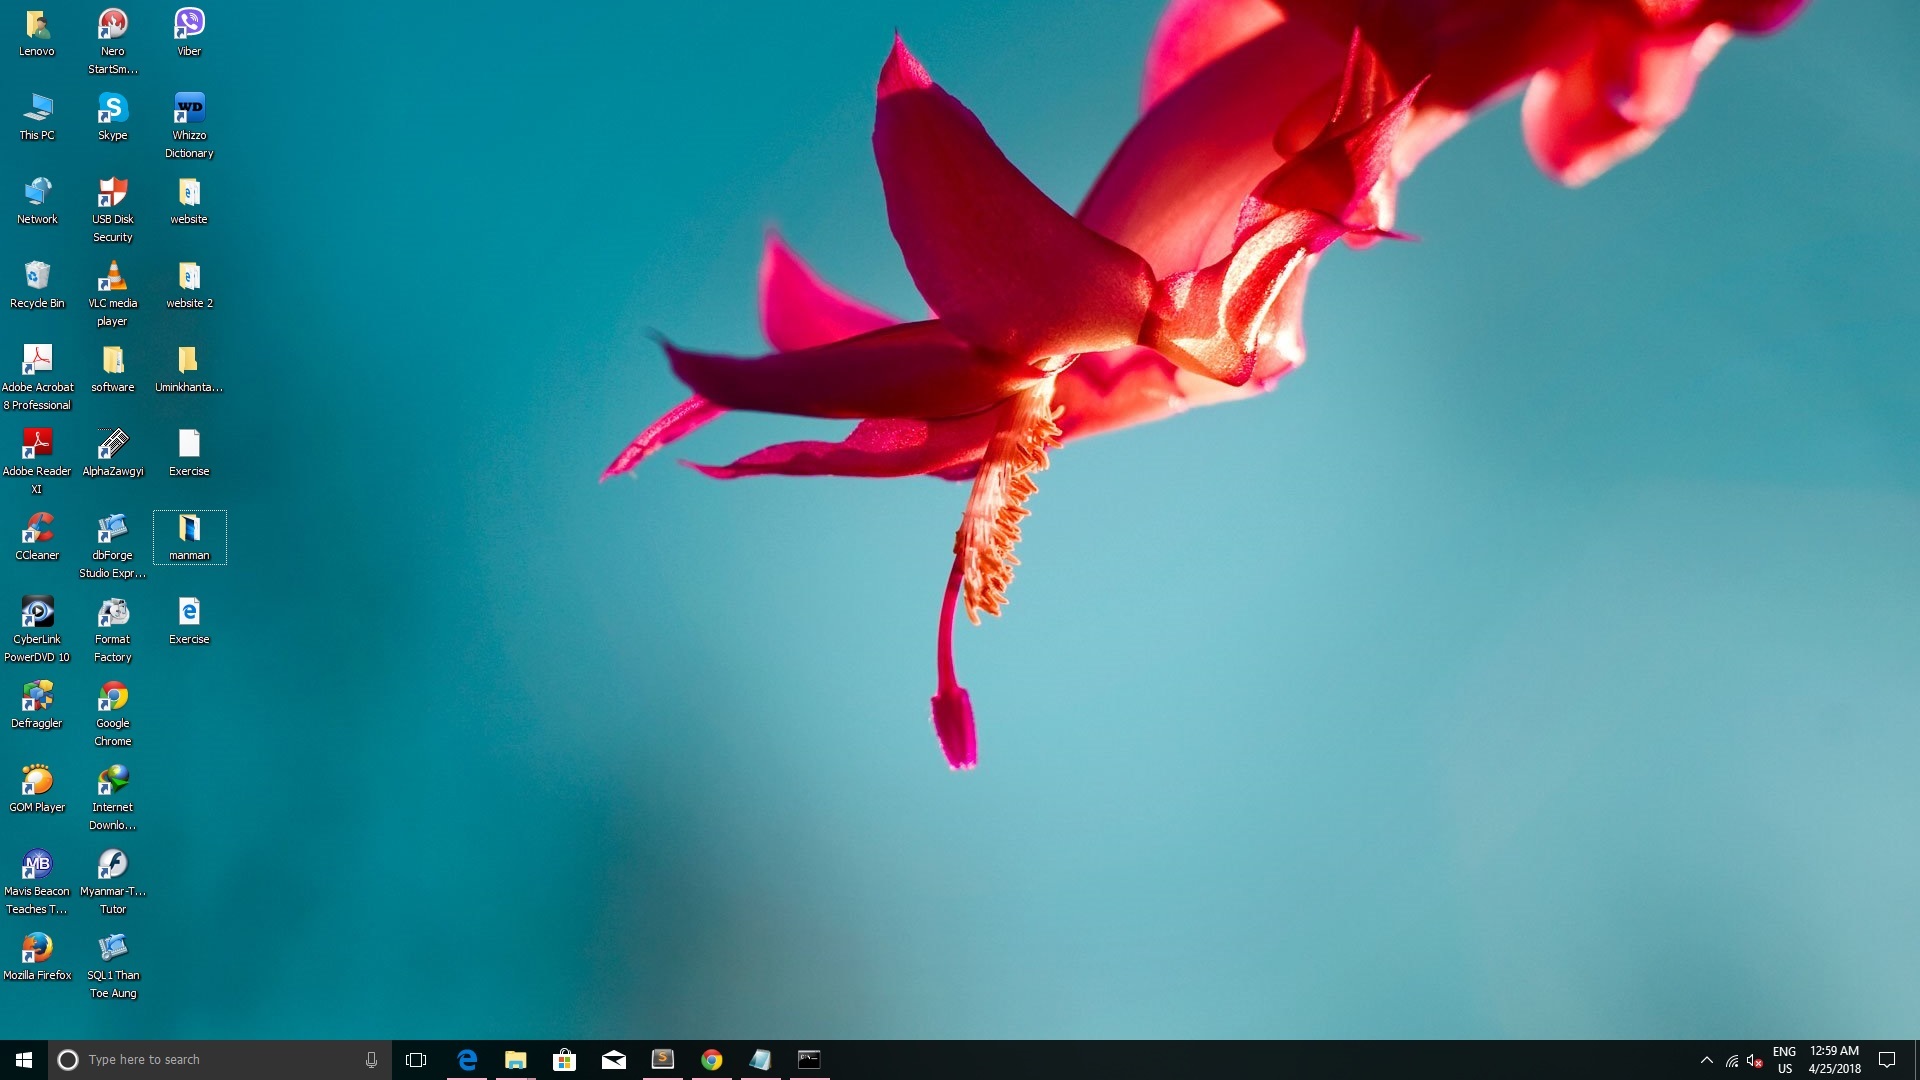 Lenovo
This PC
Network
Recycle Bin
Adobe Acrobat
8 Professional
Adobe Reader
XI
CCleaner
CyberLink
PowerDVD 10
Defraggler
GOM Player
MB
Mavis Beacon
Teaches T...
Mozilla Firefox
Nero
StartSm...
S
Skype
USB Disk
Security
VLC media
player
software
AlphaZawgyi
dbForge
Studio Expr...
Format
Factory
Google
Chrome
Internet
Downlo...
Myanmar-T...
Tutor
SQL1 Than
Toe Aung
Viber
WD
Whizzo
Dictionary
website
website 2
Uminkhanta...
Exercise
manman
Exercise
Type here to search
ENG
US
12:59 AM
4/25/2018